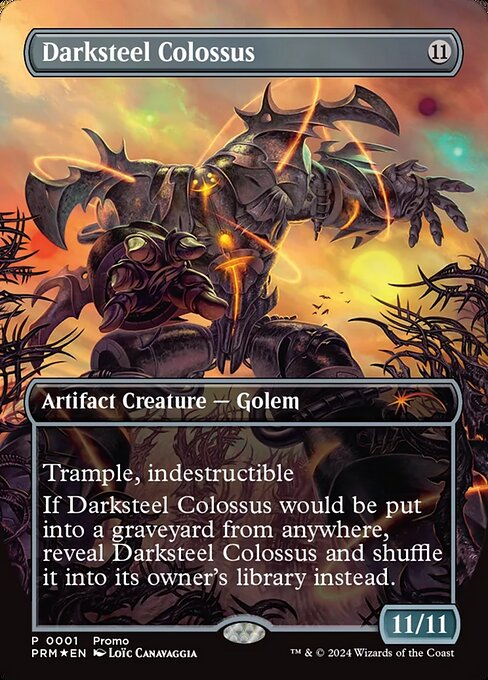 Darksteel Colossus 11
Artifact Creature — Golem
Trample, indestructible
If Darksteel Colossus would be put
into a graveyard from anywhere,
reveal Darksteel Colossus and shuffle
it into its owner's library instead.
11/11
P 0001 Promo
PRM★EN Loïc Canavaggia
™ & © 2024 Wizards of the Coast